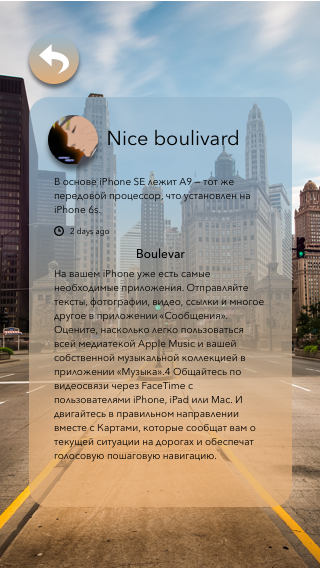 Nice boulivard
В основе iPhone SE лежит A9 — тот же
передовой процессор, что установлен на
iPhone 6s.
2 days ago
Boulevar
На вашем iPhone уже есть самые
необходимые приложения. Отправляйте
тексты, фотографии, видео, ссылки и многое
другое в приложении «Сообщения».
Оцените, насколько легко пользоваться
всей медиатекой Apple Music и вашей
собственной музыкальной коллекцией в
приложении «Музыка».4 Общайтесь по
видеосвязи через FaceTime с
пользователями iPhone, iPad или Mac. И
двигайтесь в правильном направлении
вместе с Картами, которые сообщат вам о
текущей ситуации на дорогах и обеспечат
голосовую пошаговую навигацию.